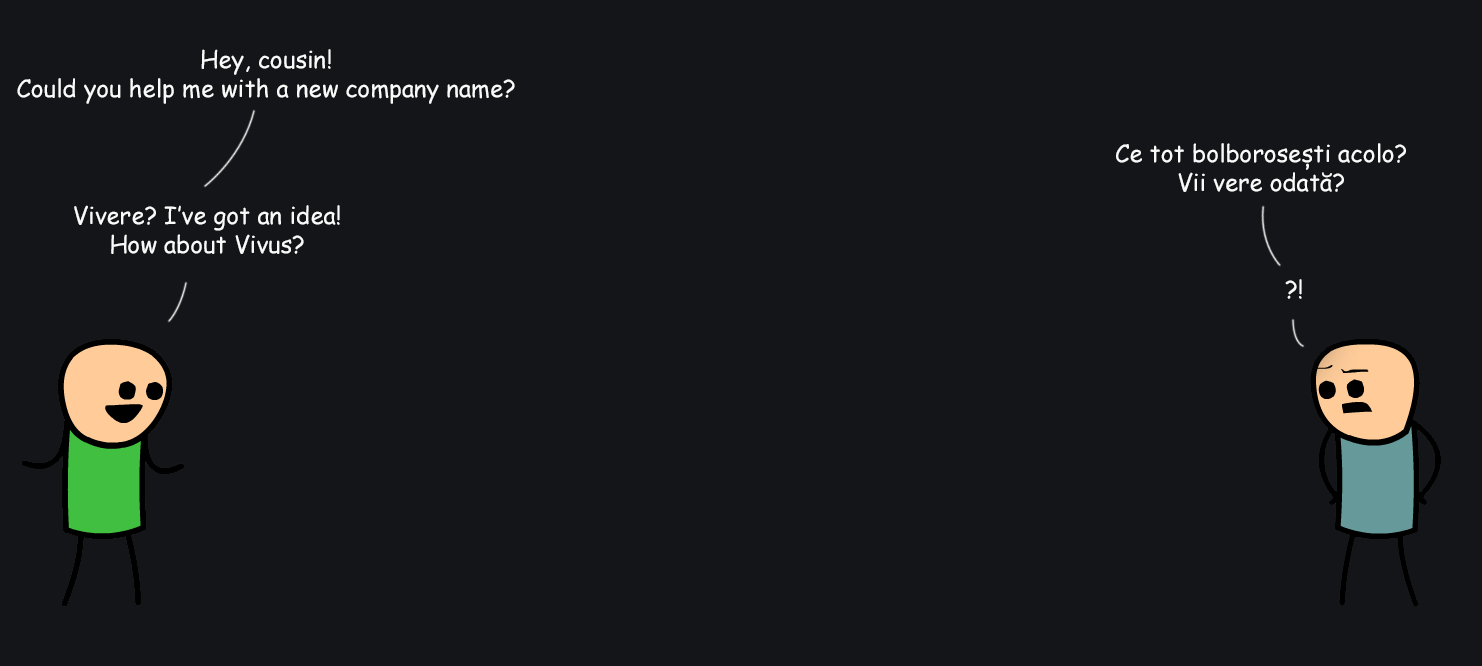 Hey, cousin!
Could you help me with a new company name?
Ce tot bolborosești acolo?
Vii vere odată?
Vivere? I've got an idea!
How about Vivus?
?!